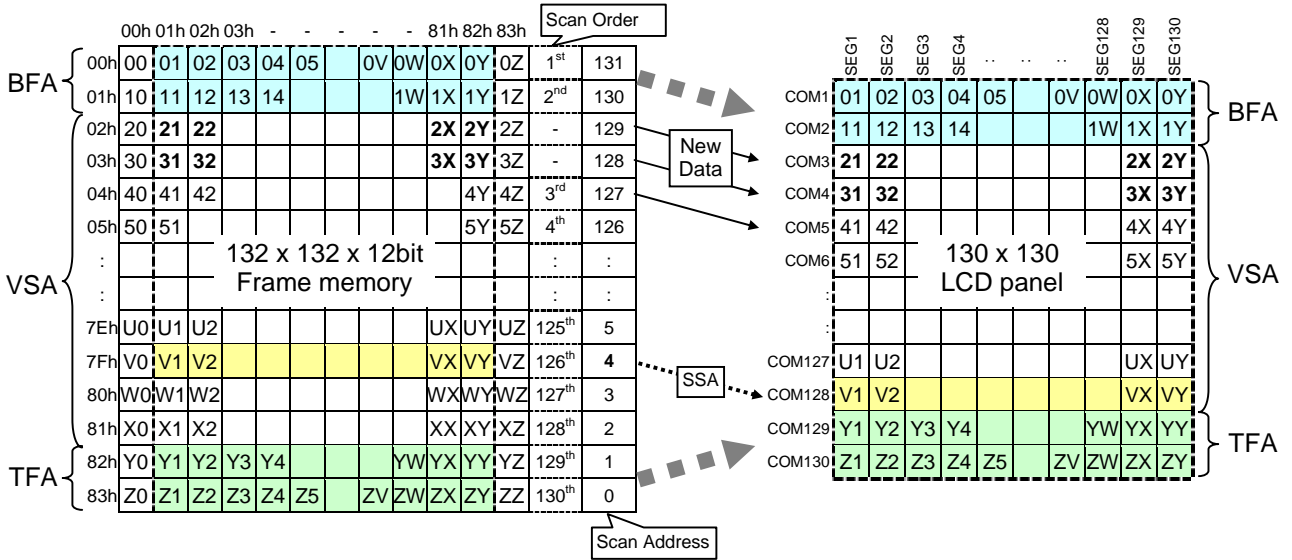 Scan Order
00h 01h 02h 03h - - - - - 81h 82h 83h
SEG1 SEG2 SEG3 SEG4 .. .. .. SEG128 SEG129 SEG130
BFA
00h 00 01 02 03 04 05 0V 0W 0X 0Y 0Z 1st 131
01h 10 11 12 13 14 1W 1X 1Y 1Z 2nd 130
VSA
02h 20 21 22 2X 2Y 2Z - 129
03h 30 31 32 3X 3Y 3Z - 128
04h 40 41 42 4Y 4Z 3rd 127
05h 50 51 5Y 5Z 4th 126
: : :
: : :
132 x 132 x 12bit
Frame memory
7Eh U0 U1 U2 UX UY UZ 125th 5
7Fh V0 V1 V2 VX VY VZ 126th 4
80h W0 W1 W2 WX WY WZ 127th 3
81h X0 X1 X2 XX XY XZ 128th 2
TFA
82h Y0 Y1 Y2 Y3 Y4 YW YX YY YZ 129th 1
83h Z0 Z1 Z2 Z3 Z4 Z5 ZV ZW ZX ZY ZZ 130th 0
Scan Address
New
Data
SSA
COM1 01 02 03 04 05 0V 0W 0X 0Y
COM2 11 12 13 14 1W 1X 1Y
BFA
COM3 21 22 2X 2Y
COM4 31 32 3X 3Y
COM5 41 42 4X 4Y
COM6 51 52 5X 5Y
:
:
130 x 130
LCD panel
VSA
COM127 U1 U2 UX UY
COM128 V1 V2 VX VY
COM129 Y1 Y2 Y3 Y4 YW YX YY
COM130 Z1 Z2 Z3 Z4 Z5 ZV ZW ZX ZY
TFA